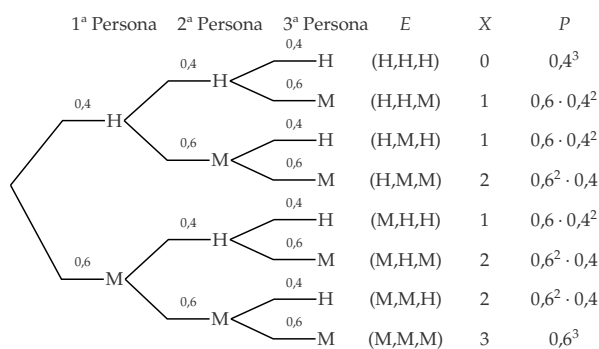 1ª Persona 2ª Persona 3ª Persona E X P
0,4 H (H,H,H) 0 0,4³
0,4 H
0,6 M (H,H,M) 1 0,6 · 0,4²
0,4 H
0,4 H (H,M,H) 1 0,6 · 0,4²
0,6 M
0,6 M (H,M,M) 2 0,6² · 0,4
0,4 H (M,H,H) 1 0,6 · 0,4²
0,4 H
0,6 M (M,H,M) 2 0,6² · 0,4
0,6 M
0,4 H (M,M,H) 2 0,6² · 0,4
0,6 M
0,6 M (M,M,M) 3 0,6³